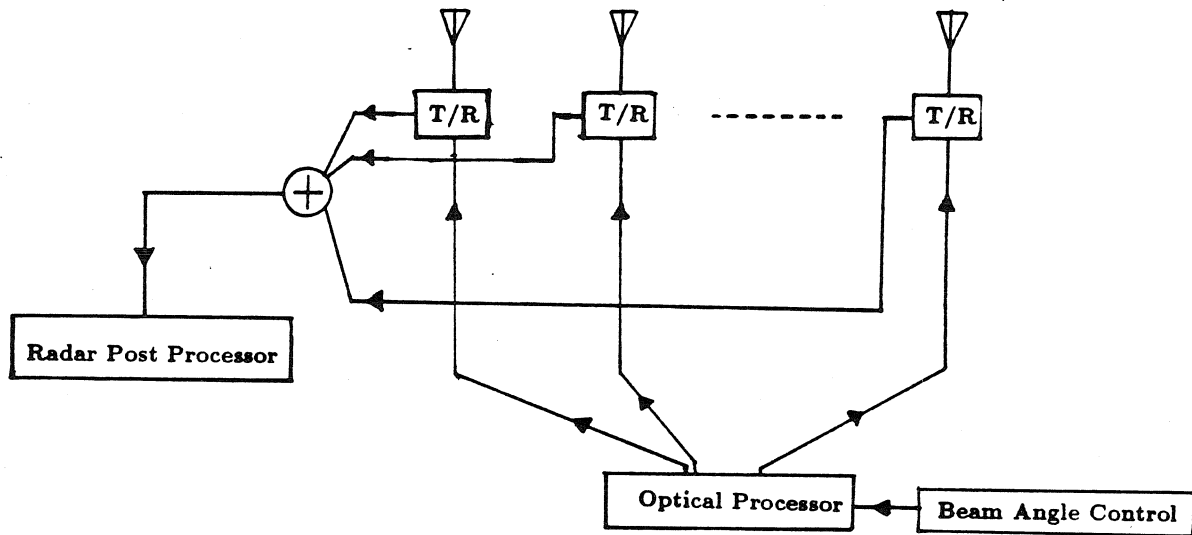 T/R
T/R
T/R
Radar Post Processor
Optical Processor
Beam Angle Control